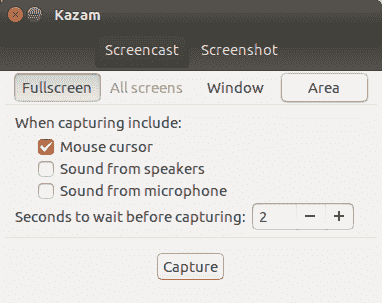 Kazam
Screencast Screenshot
Fullscreen All screens Window Area
When capturing include:
Mouse cursor
Sound from speakers
Sound from microphone
Seconds to wait before capturing: 2 − +
Capture